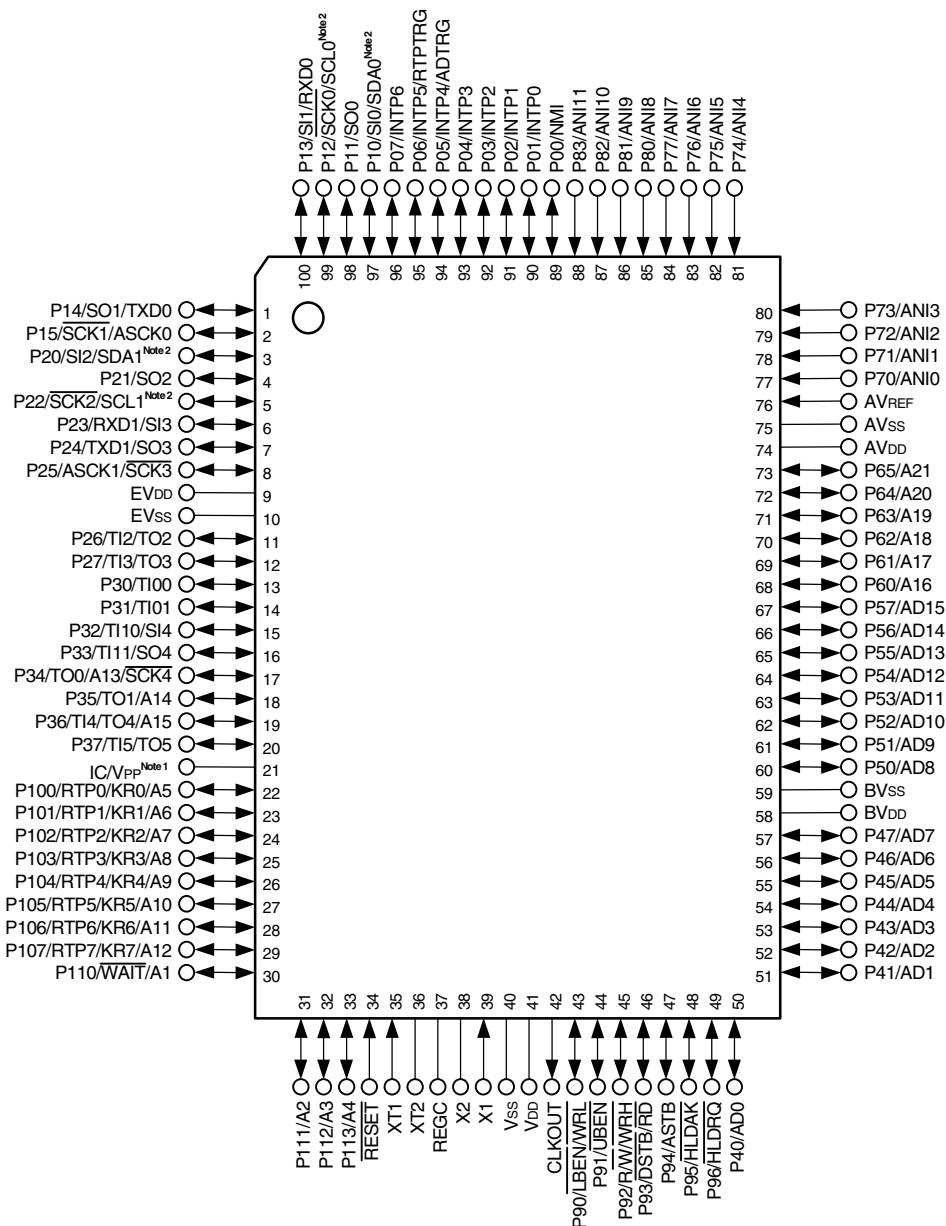 P13/SI1/RXD0
P12/SCK0/SCL0Note 2
P11/SO0
P10/SI0/SDA0Note 2
P07/INTP6
P06/INTP5/RTPTRG
P05/INTP4/ADTRG
P04/INTP3
P03/INTP2
P02/INTP1
P01/INTP0
P00/NMI
P83/ANI11
P82/ANI10
P81/ANI9
P80/ANI8
P77/ANI7
P76/ANI6
P75/ANI5
P74/ANI4
100 99 98 97 96 95 94 93 92 91 90 89 88 87 86 85 84 83 82 81
P14/SO1/TXD0 1 80 P73/ANI3
P15/SCK1/ASCK0 2 79 P72/ANI2
P20/SI2/SDA1Note 2 3 78 P71/ANI1
P21/SO2 4 77 P70/ANI0
P22/SCK2/SCL1Note 2 5 76 AVREF
P23/RXD1/SI3 6 75 AVSS
P24/TXD1/SO3 7 74 AVDD
P25/ASCK1/SCK3 8 73 P65/A21
EVDD 9 72 P64/A20
EVSS 10 71 P63/A19
P26/TI2/TO2 11 70 P62/A18
P27/TI3/TO3 12 69 P61/A17
P30/TI00 13 68 P60/A16
P31/TI01 14 67 P57/AD15
P32/TI10/SI4 15 66 P56/AD14
P33/TI11/SO4 16 65 P55/AD13
P34/TO0/A13/SCK4 17 64 P54/AD12
P35/TO1/A14 18 63 P53/AD11
P36/TI4/TO4/A15 19 62 P52/AD10
P37/TI5/TO5 20 61 P51/AD9
IC/VPPNote 1 21 60 P50/AD8
P100/RTP0/KR0/A5 22 59 BVSS
P101/RTP1/KR1/A6 23 58 BVDD
P102/RTP2/KR2/A7 24 57 P47/AD7
P103/RTP3/KR3/A8 25 56 P46/AD6
P104/RTP4/KR4/A9 26 55 P45/AD5
P105/RTP5/KR5/A10 27 54 P44/AD4
P106/RTP6/KR6/A11 28 53 P43/AD3
P107/RTP7/KR7/A12 29 52 P42/AD2
P110/WAIT/A1 30 51 P41/AD1
31 32 33 34 35 36 37 38 39 40 41 42 43 44 45 46 47 48 49 50
P111/A2
P112/A3
P113/A4
RESET
XT1
XT2
REGC
X2
X1
VSS
VDD
CLKOUT
P90/LBEN/WRL
P91/UBEN
P92/R/W/WRH
P93/DSTB/RD
P94/ASTB
P95/HLDAK
P96/HLDRQ
P40/AD0